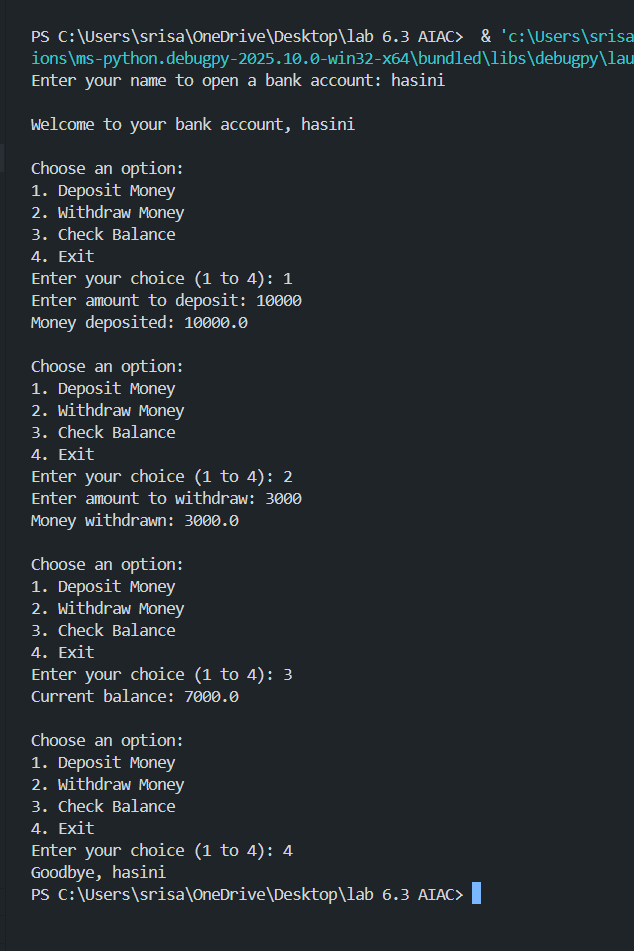 PS C:\Users\srisa\OneDrive\Desktop\lab 6.3 AIAC>  & 'c:\Users\srisa
ions\ms-python.debugpy-2025.10.0-win32-x64\bundled\libs\debugpy\lau
Enter your name to open a bank account: hasini
Welcome to your bank account, hasini
Choose an option:
1. Deposit Money
2. Withdraw Money
3. Check Balance
4. Exit
Enter your choice (1 to 4): 1
Enter amount to deposit: 10000
Money deposited: 10000.0
Choose an option:
1. Deposit Money
2. Withdraw Money
3. Check Balance
4. Exit
Enter your choice (1 to 4): 2
Enter amount to withdraw: 3000
Money withdrawn: 3000.0
Choose an option:
1. Deposit Money
2. Withdraw Money
3. Check Balance
4. Exit
Enter your choice (1 to 4): 3
Current balance: 7000.0
Choose an option:
1. Deposit Money
2. Withdraw Money
3. Check Balance
4. Exit
Enter your choice (1 to 4): 4
Goodbye, hasini
PS C:\Users\srisa\OneDrive\Desktop\lab 6.3 AIAC>